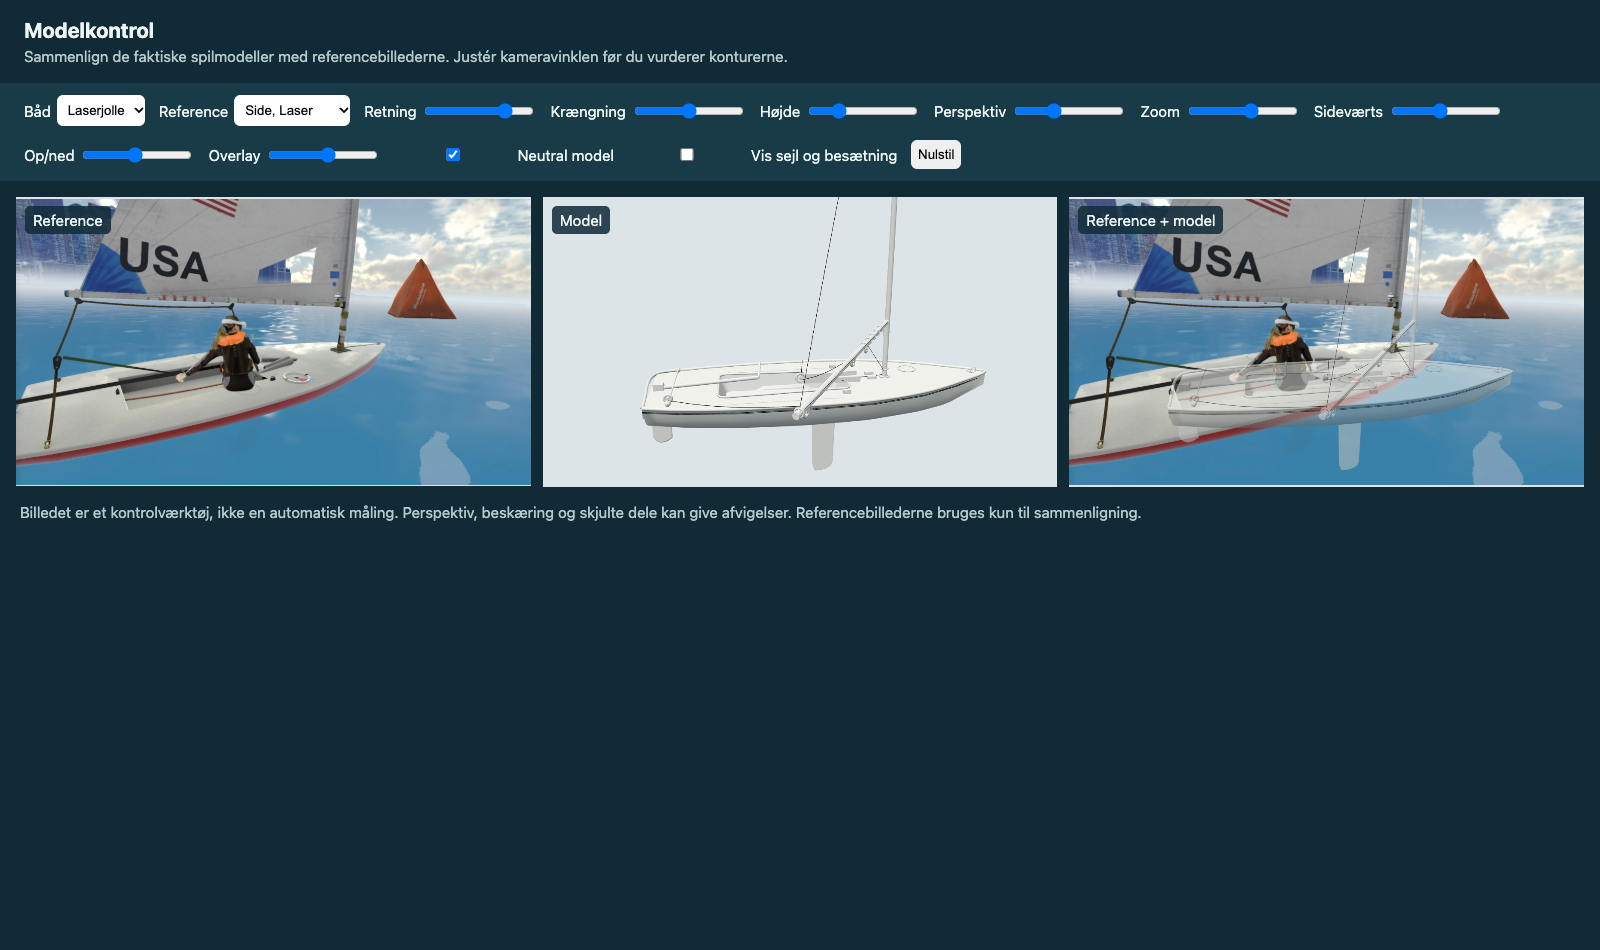 Modelkontrol
Sammenlign de faktiske spilmodeller med referencebillederne. Justér kameravinklen før du vurderer konturerne.
Båd Laserjolle Reference Side, Laser Retning Krængning Højde Perspektiv Zoom Sideværts
Op/ned Overlay Neutral model Vis sejl og besætning Nulstil
Reference Model Reference + model
USA USA
Billedet er et kontrolværktøj, ikke en automatisk måling. Perspektiv, beskæring og skjulte dele kan give afvigelser. Referencebillederne bruges kun til sammenligning.